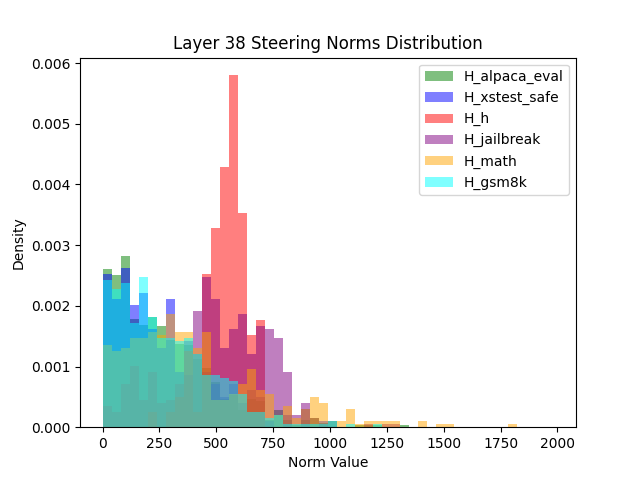 Layer 38 Steering Norms Distribution
0.006
0.005
0.004
0.003
0.002
0.001
0.000
Density
H_alpaca_eval
H_xstest_safe
H_h
H_jailbreak
H_math
H_gsm8k
0 250 500 750 1000 1250 1500 1750 2000
Norm Value